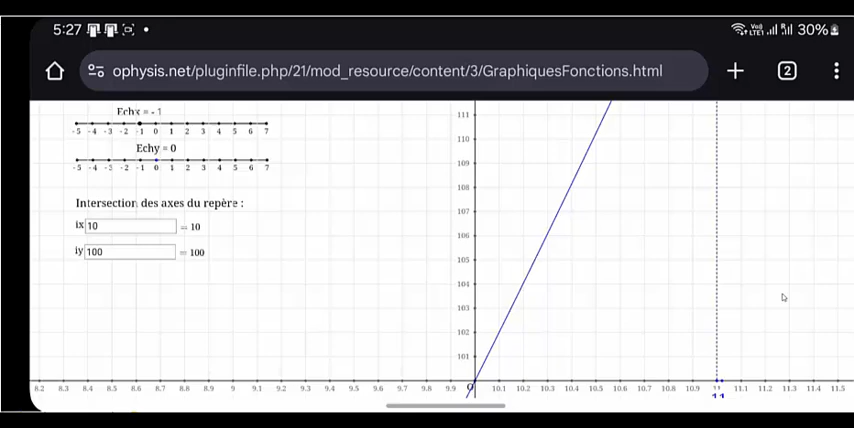 5:27 30%
ophysis.net/pluginfile.php/21/mod_resource/content/3/GraphiquesFonctions.html + 2
Echx = -1
-5 -4 -3 -2 -1 0 1 2 3 4 5 6 7
Echy = 0
-5 -4 -3 -2 -1 0 1 2 3 4 5 6 7
Intersection des axes du repère :
ix 10 = 10
iy 100 = 100
111
110
109
108
107
106
105
104
103
102
101
8.2 8.3 8.4 8.5 8.6 8.7 8.8 8.9 9 9.1 9.2 9.3 9.4 9.5 9.6 9.7 9.8 9.9 O 10.1 10.2 10.3 10.4 10.5 10.6 10.7 10.8 10.9 11 11.1 11.2 11.3 11.4 11.5
11